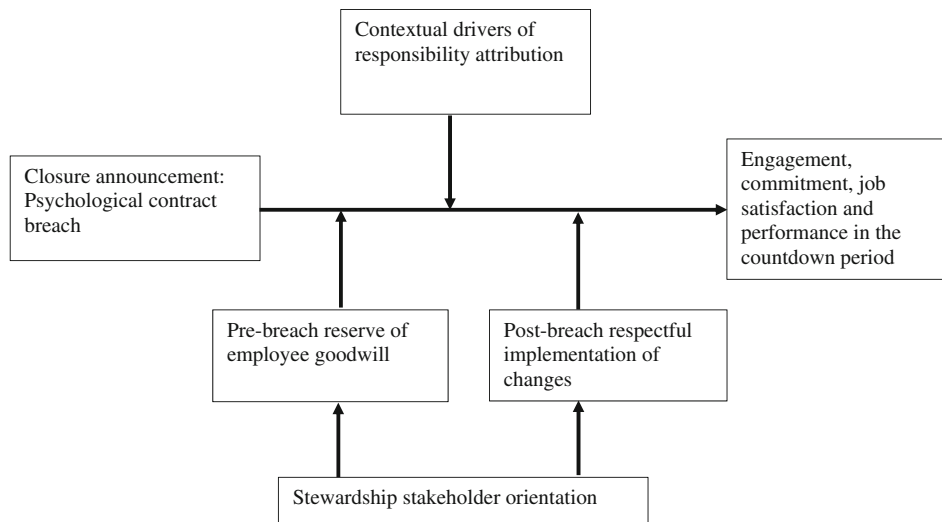 Contextual drivers of
responsibility attribution
Closure announcement:
Psychological contract
breach
Engagement,
commitment, job
satisfaction and
performance in the
countdown period
Pre-breach reserve of
employee goodwill
Post-breach respectful
implementation of
changes
Stewardship stakeholder orientation